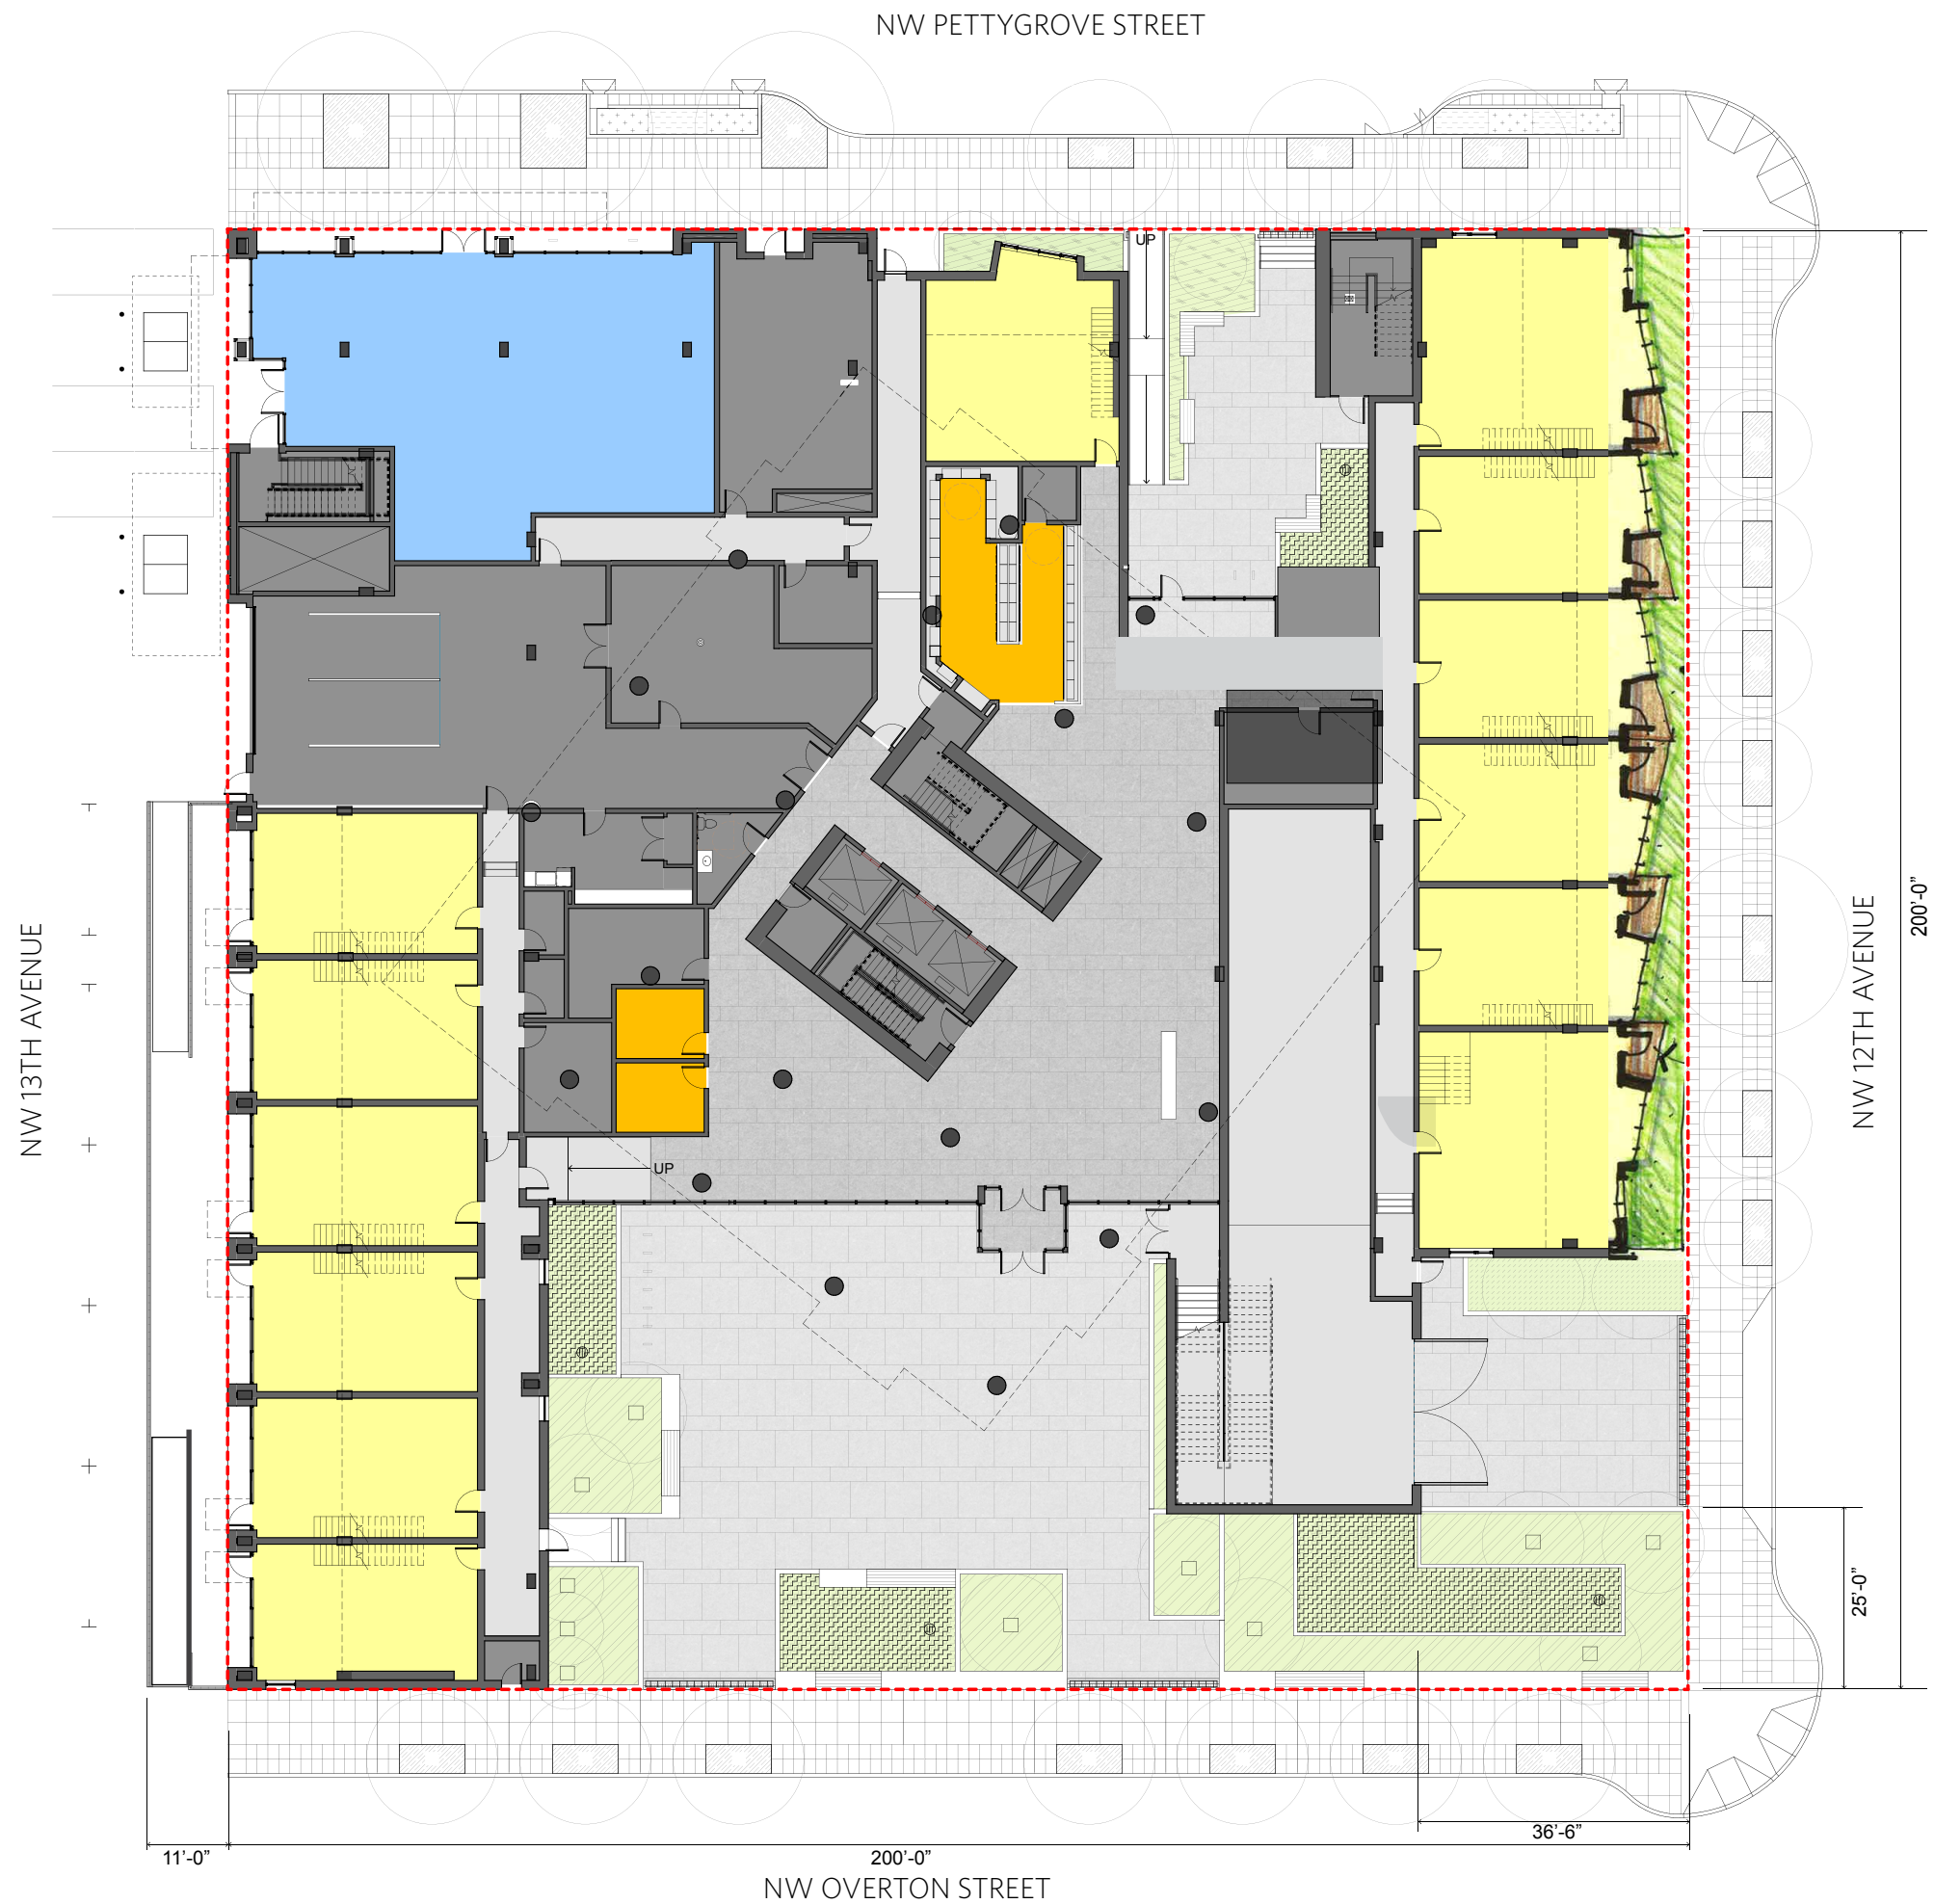 NW PETTYGROVE STREET
UP
NW 13TH AVENUE
NW 12TH AVENUE
200'-0"
UP
25'-0"
36'-6"
11'-0"
200'-0"
NW OVERTON STREET